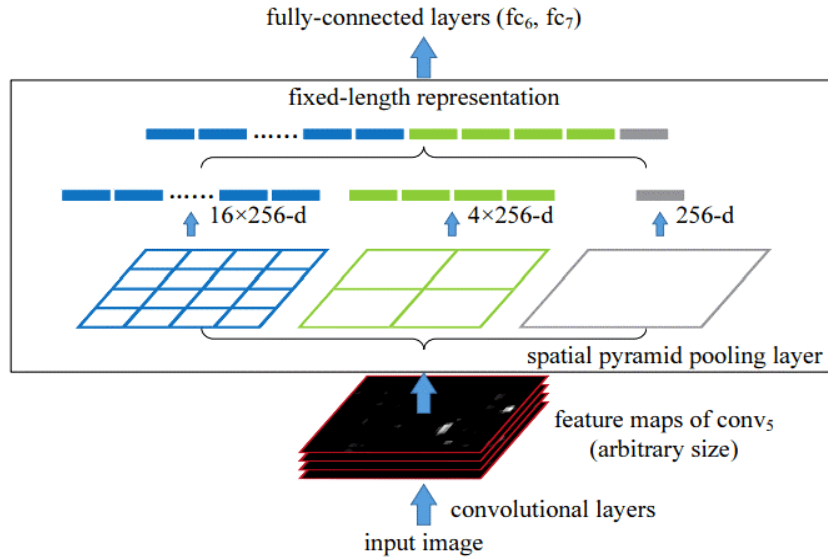 fully-connected layers (fc₆, fc₇)
fixed-length representation
......
......
16×256-d
4×256-d
256-d
spatial pyramid pooling layer
feature maps of conv₅
(arbitrary size)
convolutional layers
input image